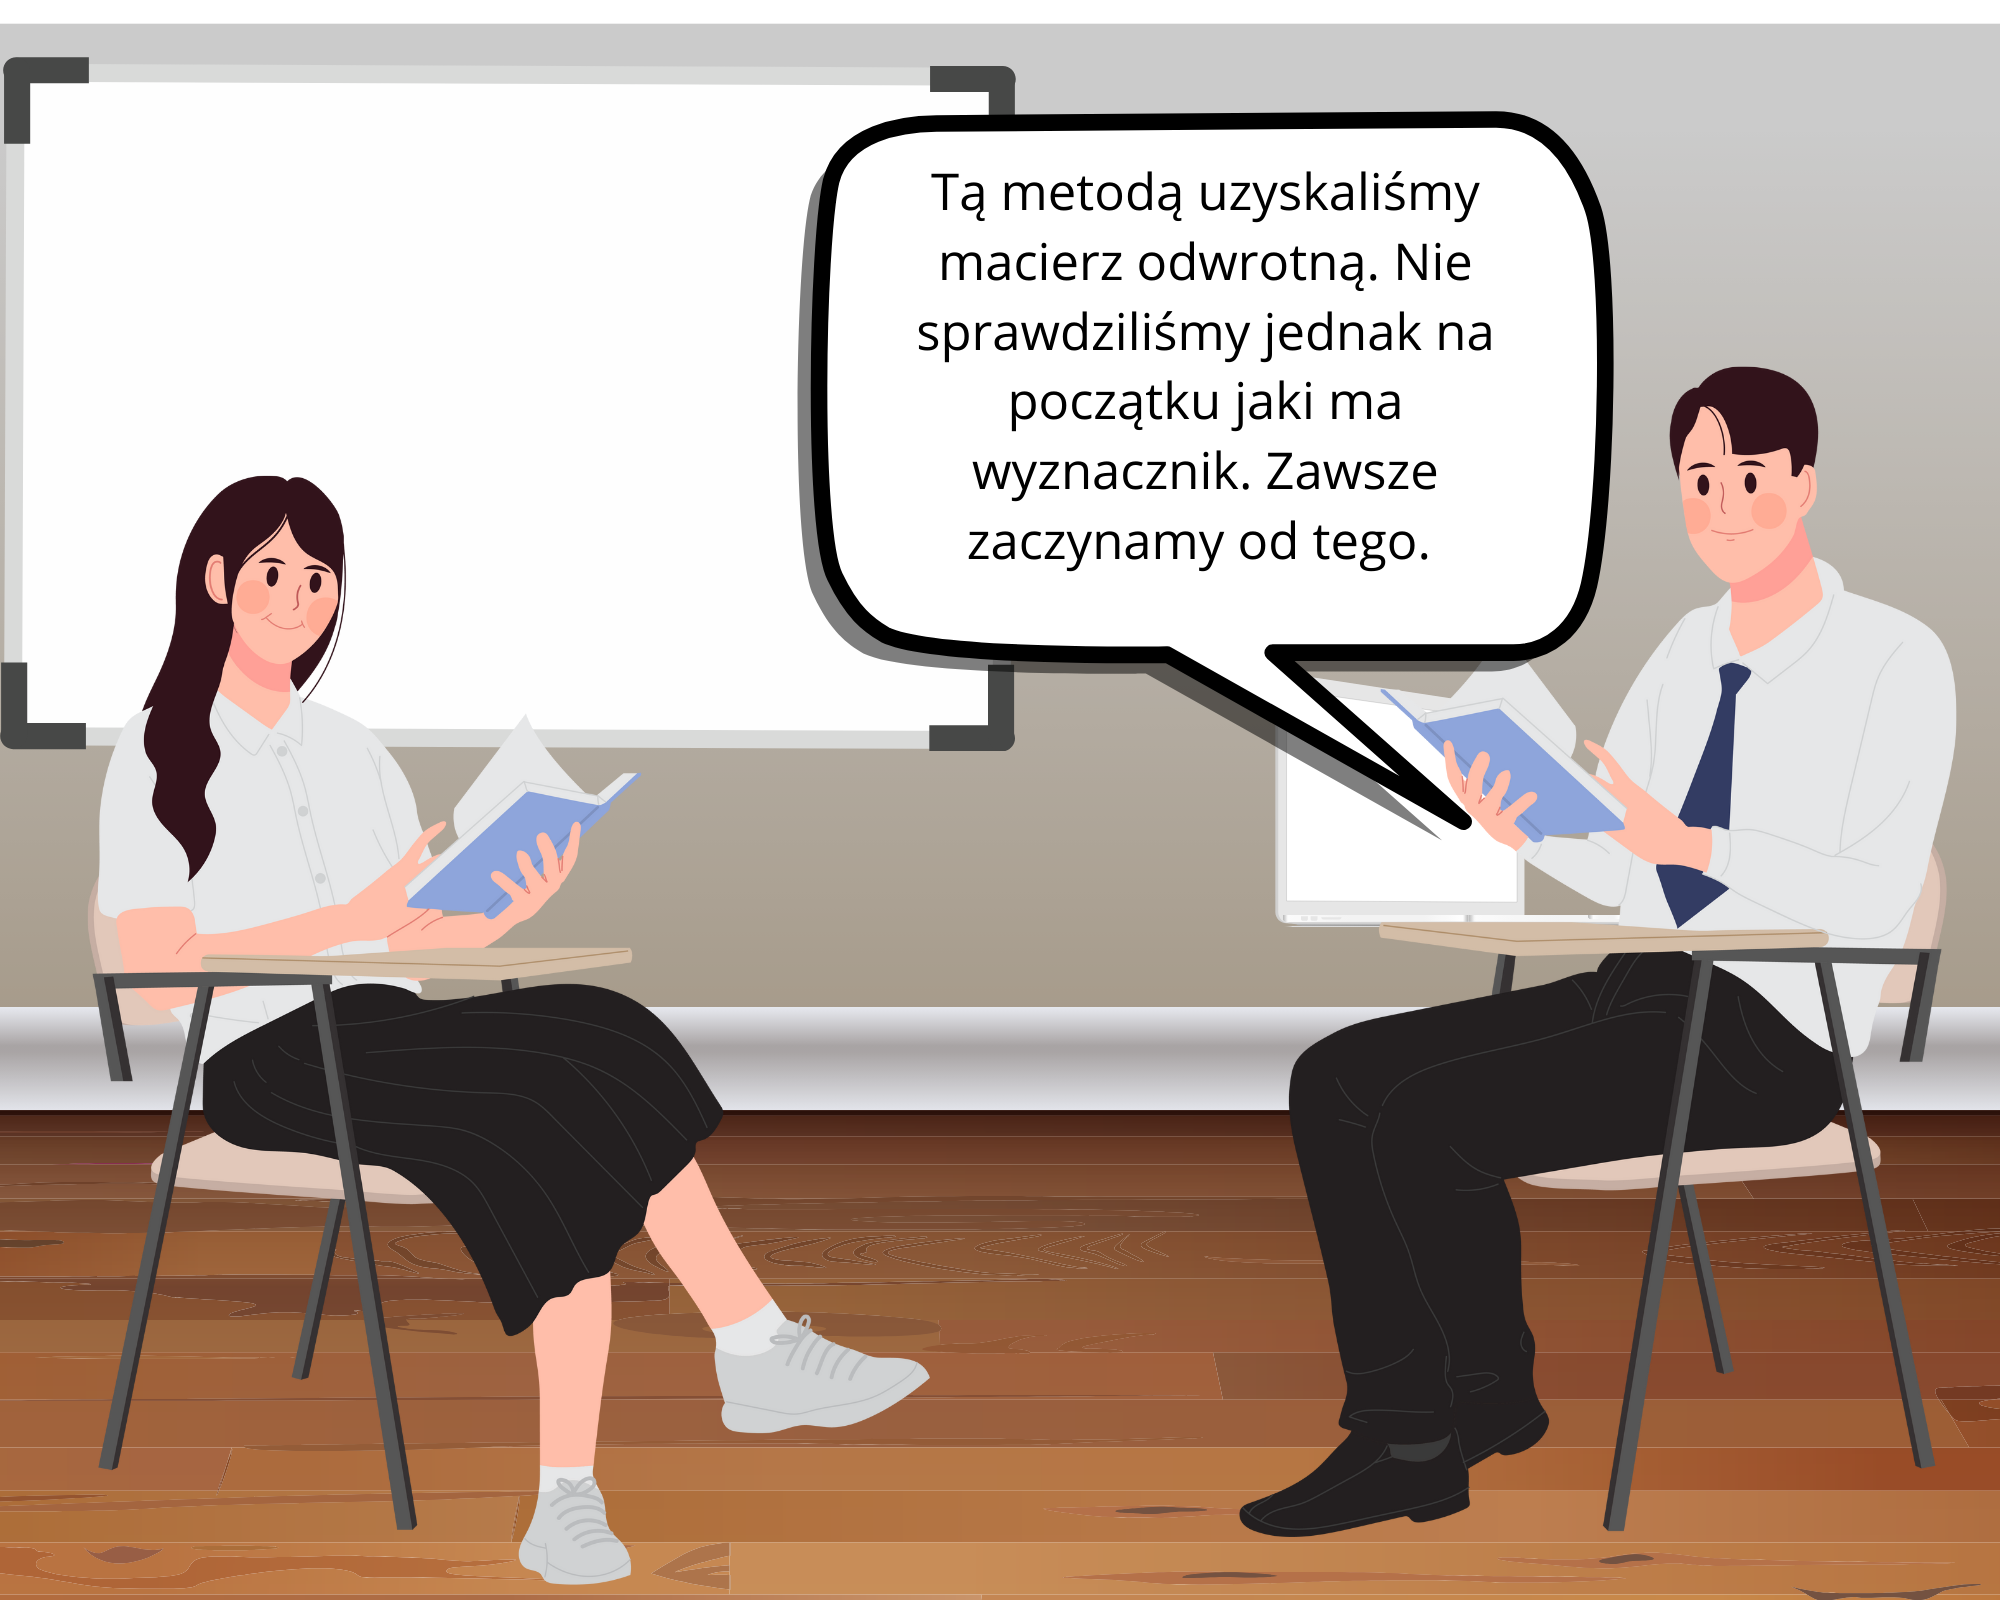 Tą metodą uzyskaliśmy
macierz odwrotną. Nie
sprawdziliśmy jednak na
początku jaki ma
wyznacznik. Zawsze
zaczynamy od tego.